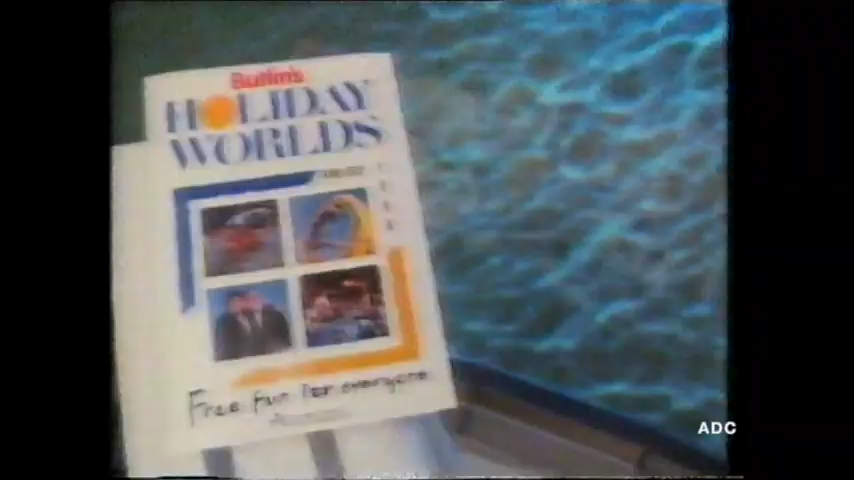 Butlin's
HOLIDAY
WORLDS
Free fun for everyone
ADC